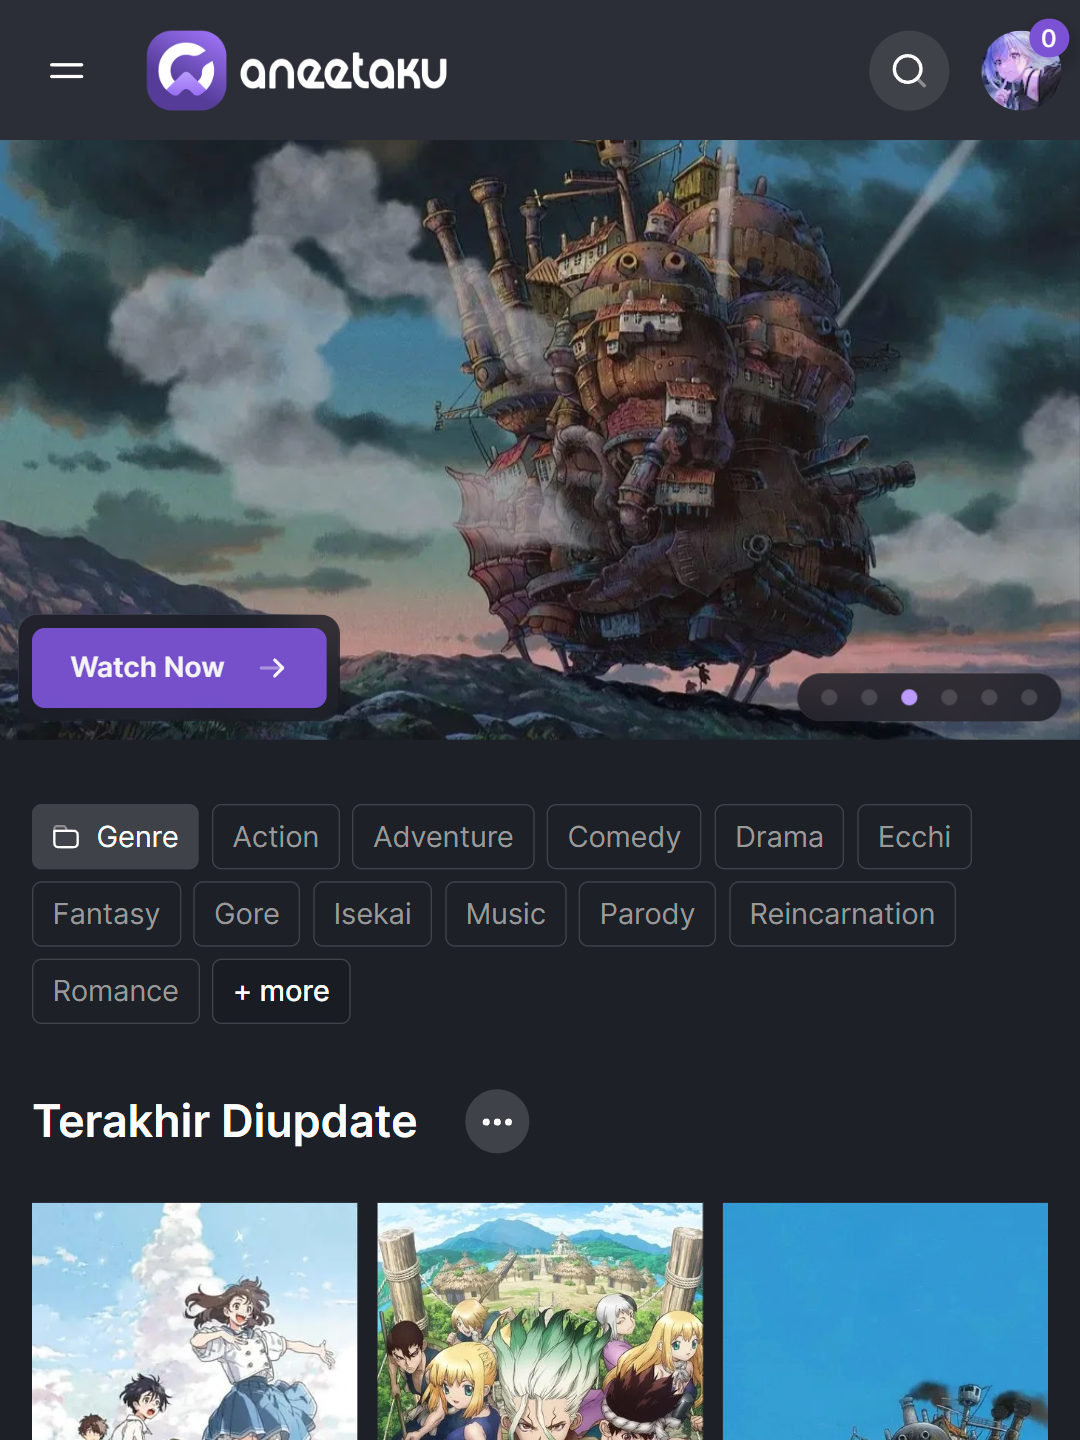 aneetaku
0
Watch Now
Genre
Action
Adventure
Comedy
Drama
Ecchi
Fantasy
Gore
Isekai
Music
Parody
Reincarnation
Romance
+ more
Terakhir Diupdate